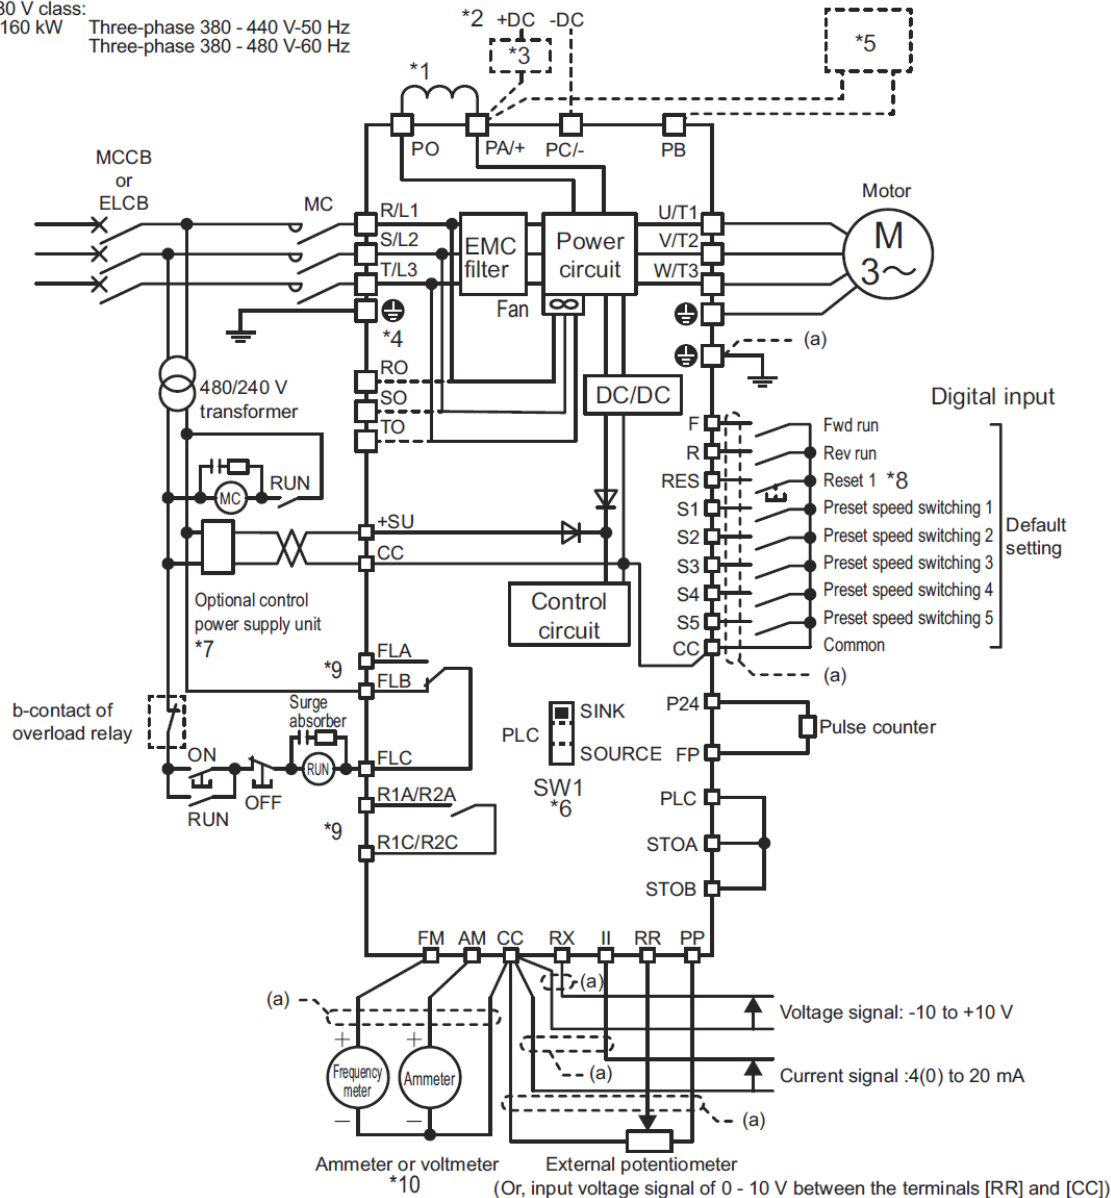 30 V class:
160 kW Three-phase 380 - 440 V-50 Hz
Three-phase 380 - 480 V-60 Hz
*2 +DC -DC
*3
*5
*1
PO PA/+ PC/- PB
MCCB
or
ELCB
MC
R/L1
S/L2
T/L3
EMC
filter
Power
circuit
Fan
U/T1
V/T2
W/T3
Motor
M
3~
*4
(a)
RO
SO
TO
DC/DC
480/240 V
transformer
MC
RUN
+SU
CC
Optional control
power supply unit
*7
Control
circuit
Digital input
F Fwd run
R Rev run
RES Reset 1 *8
S1 Preset speed switching 1
S2 Preset speed switching 2
S3 Preset speed switching 3
S4 Preset speed switching 4
S5 Preset speed switching 5
CC Common
Default
setting
(a)
*9
FLA
FLB
FLC
b-contact of
overload relay
Surge
absorber
ON
RUN
OFF
RUN
PLC
SINK
SOURCE
SW1
*6
P24
FP
Pulse counter
*9
R1A/R2A
R1C/R2C
PLC
STOA
STOB
FM AM CC RX II RR PP
(a)
(a)
Voltage signal: -10 to +10 V
(a)
Current signal :4(0) to 20 mA
(a)
+
Frequency
meter
−
+
Ammeter
−
Ammeter or voltmeter
*10
External potentiometer
(Or, input voltage signal of 0 - 10 V between the terminals [RR] and [CC])